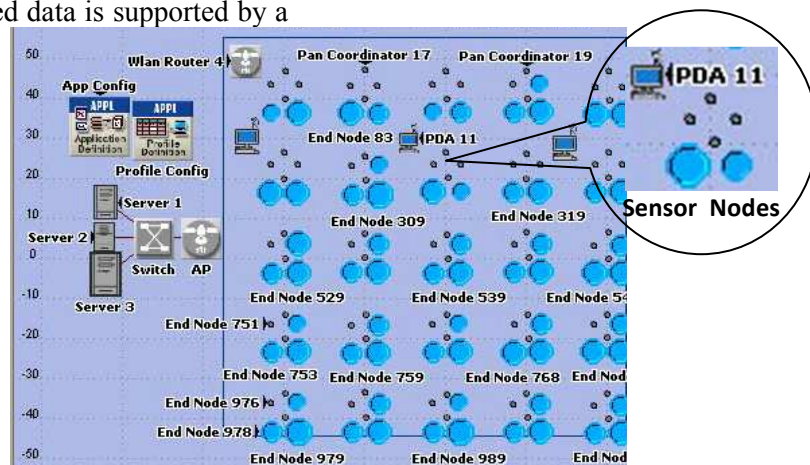 ed data is supported by a
50
Wlan Router 4
Pan Coordinator 17
Pan Coordinator 19
PDA 11
App Config
40
APPL
APPL
Application Definition
Profile Definition
30
End Node 83
PDA 11
Profile Config
20
Sensor Nodes
Server 1
10
End Node 309
End Node 319
Server 2
0
Switch
AP
-10
End Node 529
End Node 539
End Node 54
Server 3
End Node 751
-20
-30
End Node 753
End Node 759
End Node 768
End Nod
End Node 976
-40
End Node 978
-50
End Node 979
End Node 989
End Nod